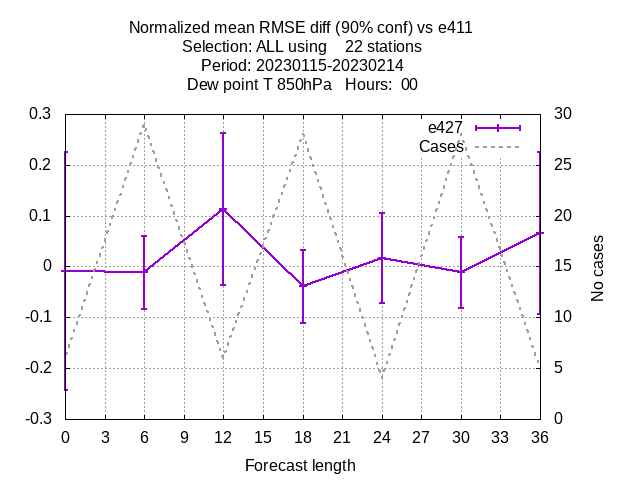 Normalized mean RMSE diff (90% conf) vs e411
Selection: ALL using    22 stations
Period: 20230115-20230214
Dew point T 850hPa   Hours:  00
e427
Cases
0.3
0.2
0.1
0
-0.1
-0.2
-0.3
30
25
20
15
10
5
0
No cases
0 3 6 9 12 15 18 21 24 27 30 33 36
Forecast length